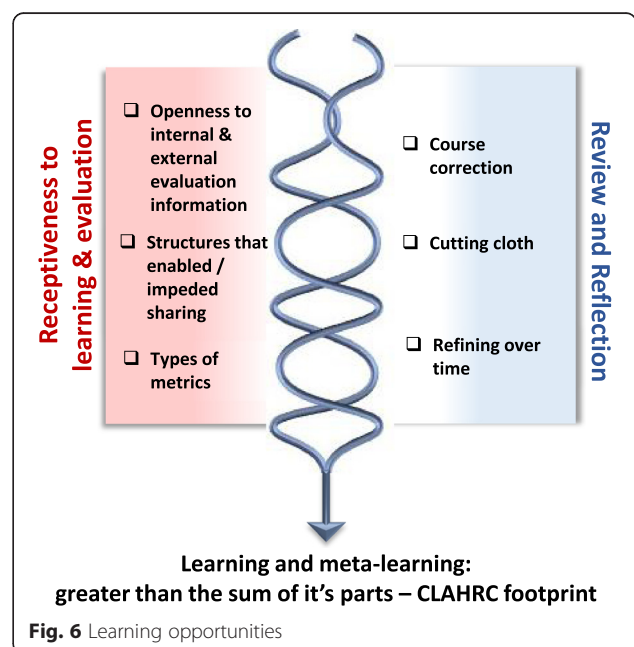 Receptiveness to
learning & evaluation
❑ Openness to
internal &
external
evaluation
information
❑ Structures that
enabled /
impeded
sharing
❑ Types of
metrics
❑ Course
correction
❑ Cutting cloth
❑ Refining over
time
Review and Reflection
Learning and meta-learning:
greater than the sum of it’s parts – CLAHRC footprint
Fig. 6 Learning opportunities